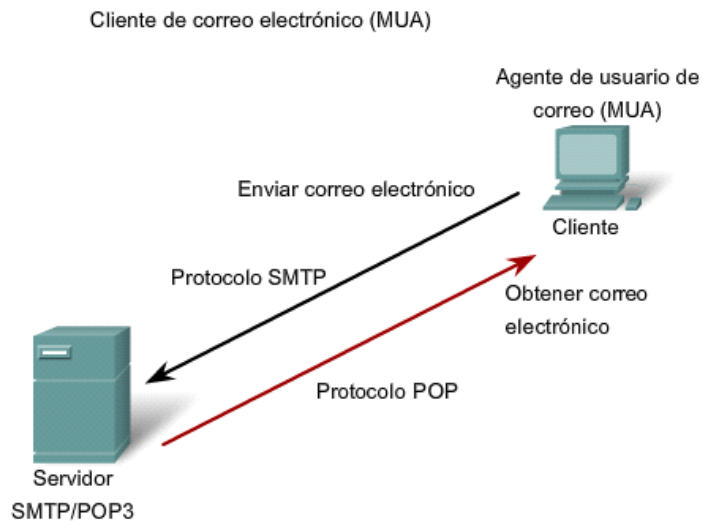 Cliente de correo electrónico (MUA)
Agente de usuario de
correo (MUA)
Enviar correo electrónico
Cliente
Protocolo SMTP
Obtener correo
electrónico
Protocolo POP
Servidor
SMTP/POP3